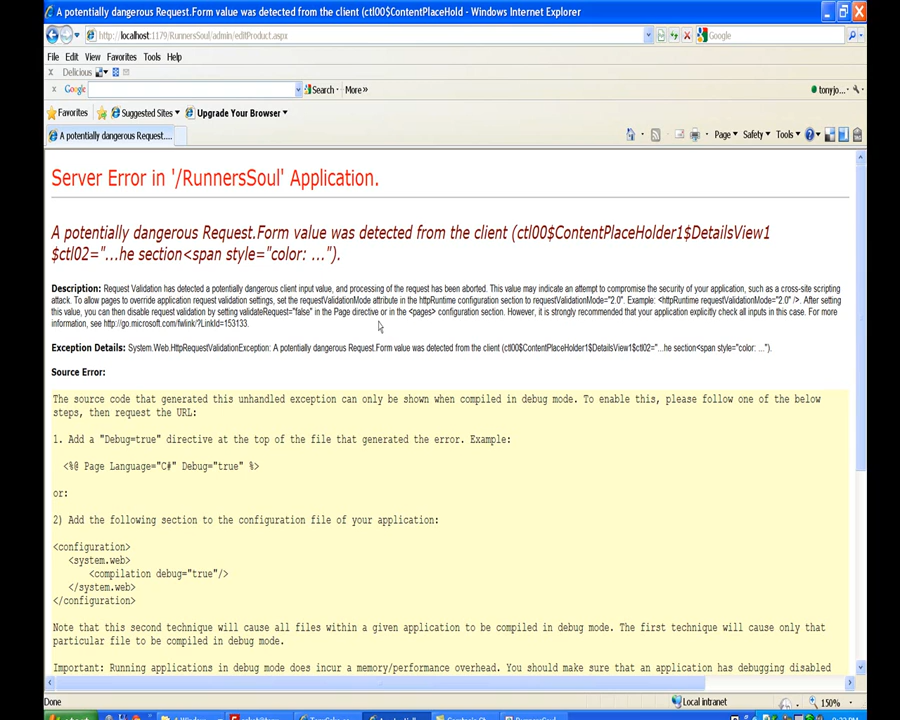 A potentially dangerous Request.Form value was detected from the client (ctl00$ContentPlaceHold - Windows Internet Explorer
http://localhost:1179/RunnersSoul/admin/editProduct.aspx
Google
File Edit View Favorites Tools Help
x Delicious
x Google Search More» tonyjo...
Favorites Suggested Sites Upgrade Your Browser
A potentially dangerous Request.... Page Safety Tools
Server Error in '/RunnersSoul' Application.
A potentially dangerous Request.Form value was detected from the client (ctl00$ContentPlaceHolder1$DetailsView1
$ctl02="...he section<span style="color: ...").
Description: Request Validation has detected a potentially dangerous client input value, and processing of the request has been aborted. This value may indicate an attempt to compromise the security of your application, such as a cross-site scripting
attack. To allow pages to override application request validation settings, set the requestValidationMode attribute in the httpRuntime configuration section to requestValidationMode="2.0". Example: <httpRuntime requestValidationMode="2.0" />. After setting
this value, you can then disable request validation by setting validateRequest="false" in the Page directive or in the <pages> configuration section. However, it is strongly recommended that your application explicitly check all inputs in this case. For more
information, see http://go.microsoft.com/fwlink/?LinkId=153133.
Exception Details: System.Web.HttpRequestValidationException: A potentially dangerous Request.Form value was detected from the client (ctl00$ContentPlaceHolder1$DetailsView1$ctl02="...he section<span style="color: ...").
Source Error:
The source code that generated this unhandled exception can only be shown when compiled in debug mode. To enable this, please follow one of the below
steps, then request the URL:
1. Add a "Debug=true" directive at the top of the file that generated the error. Example:
<%@ Page Language="C#" Debug="true" %>
or:
2) Add the following section to the configuration file of your application:
<configuration>
<system.web>
<compilation debug="true"/>
</system.web>
</configuration>
Note that this second technique will cause all files within a given application to be compiled in debug mode. The first technique will cause only that
particular file to be compiled in debug mode.
Important: Running applications in debug mode does incur a memory/performance overhead. You should make sure that an application has debugging disabled
Done Local intranet 150%